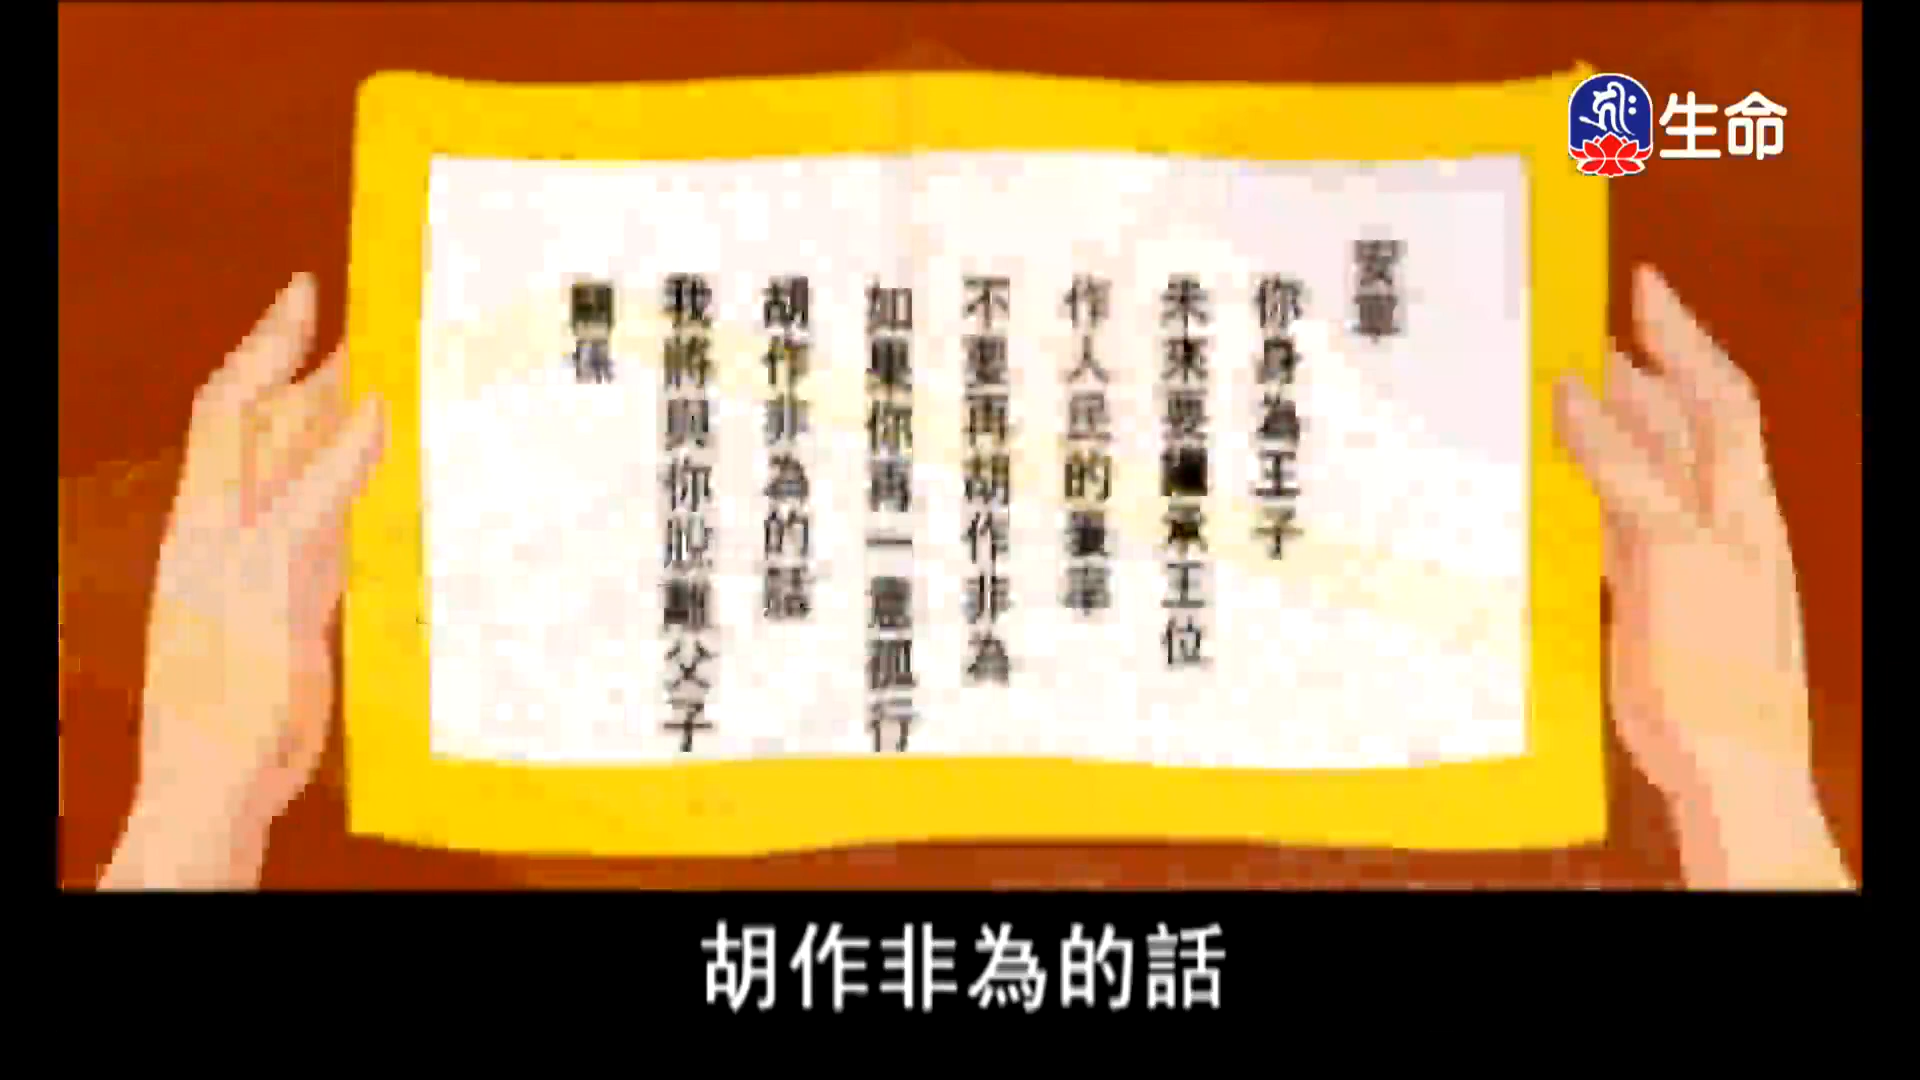 生命
你身為王子
未來要繼承王位
作人民的表率
不要再胡作非為
如果你再一意孤行
胡作非為的話
我將與你脫離父子
關係
胡作非為的話